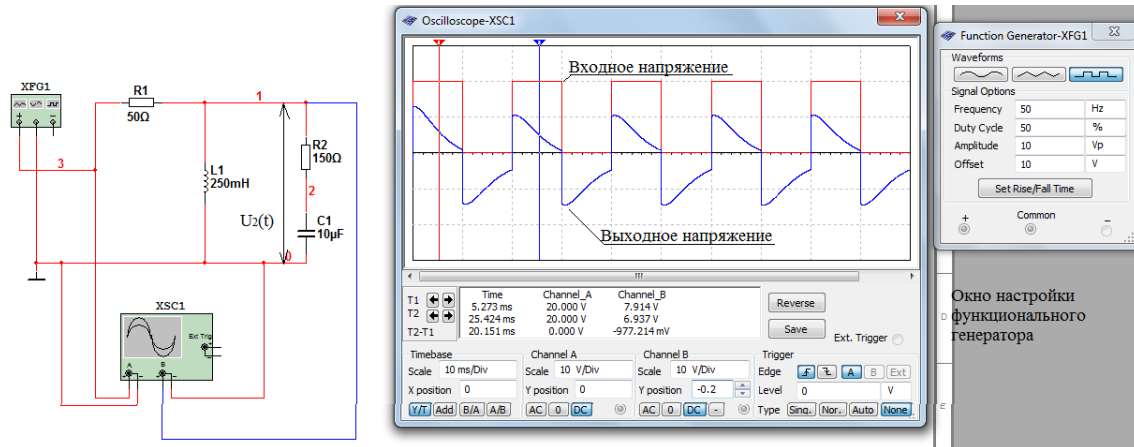 XFG1
R1
50Ω
1
3
L1
250mH
U2(t)
R2
150Ω
2
C1
10µF
0
XSC1
Ext Trig
A
B
Oscilloscope-XSC1
1
2
Входное напряжение
Выходное напряжение
T1
T2
T2-T1
Time Channel_A Channel_B
5.273 ms 20.000 V 7.914 V
25.424 ms 20.000 V 6.937 V
20.151 ms 0.000 V -977.214 mV
Reverse
Save
Ext. Trigger
Timebase
Scale 10 ms/Div
X position 0
Y/T Add B/A A/B
Channel A
Scale 10 V/Div
Y position 0
AC 0 DC
Channel B
Scale 10 V/Div
Y position -0.2
AC 0 DC -
Trigger
Edge A B Ext
Level 0 V
Type Sing. Nor. Auto None
Function Generator-XFG1
Waveforms
Signal Options
Frequency 50 Hz
Duty Cycle 50 %
Amplitude 10 Vp
Offset 10 V
Set Rise/Fall Time
+ Common -
Окно настройки
функционального
генератора
D
E